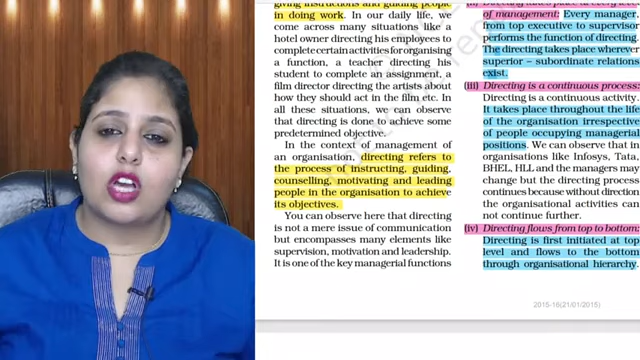 giving instructions and guiding people
in doing work. In our daily life, we
come across many situations like a
hotel owner directing his employees to
complete certain activities for organising
a function, a teacher directing his
student to complete an assignment, a
film director directing the artists about
how they should act in the film etc. In
all these situations, we can observe
that directing is done to achieve some
predetermined objective.
In the context of management of
an organisation, directing refers to
the process of instructing, guiding,
counselling, motivating and leading
people in the organisation to achieve
its objectives.
You can observe here that directing
is not a mere issue of communication
but encompasses many elements like
supervision, motivation and leadership.
It is one of the key managerial functions
of management: Every manager,
from top executive to supervisor
performs the function of directing.
The directing takes place wherever
superior – subordinate relations
exist.
(iii) Directing is a continuous process:
Directing is a continuous activity.
It takes place throughout the life
of the organisation irrespective
of people occupying managerial
positions. We can observe that in
organisations like Infosys, Tata,
BHEL, HLL and the managers may
change but the directing process
continues because without direction
the organisational activities can
not continue further.
(iv) Directing flows from top to bottom:
Directing is first initiated at top
level and flows to the bottom
through organisational hierarchy.
2015-16(21/01/2015)